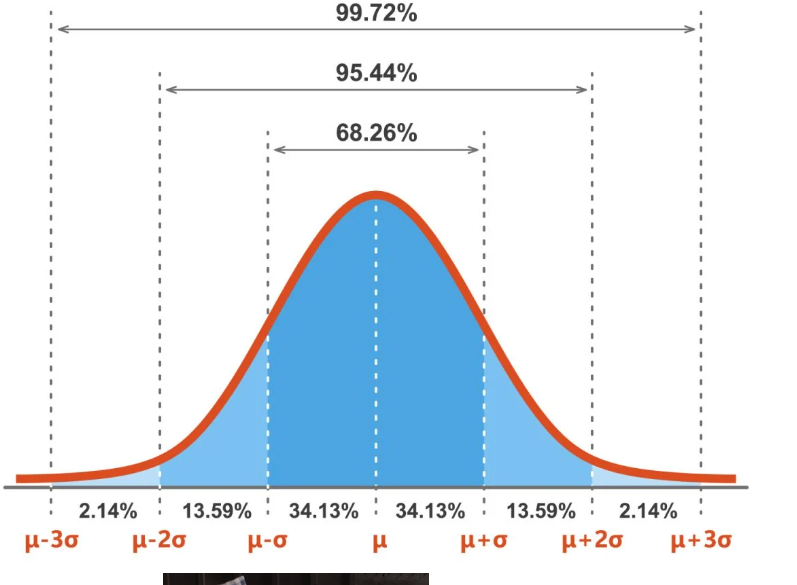 99.72%
95.44%
68.26%
2.14% 13.59% 34.13% 34.13% 13.59% 2.14%
μ-3σ μ-2σ μ-σ μ μ+σ μ+2σ μ+3σ